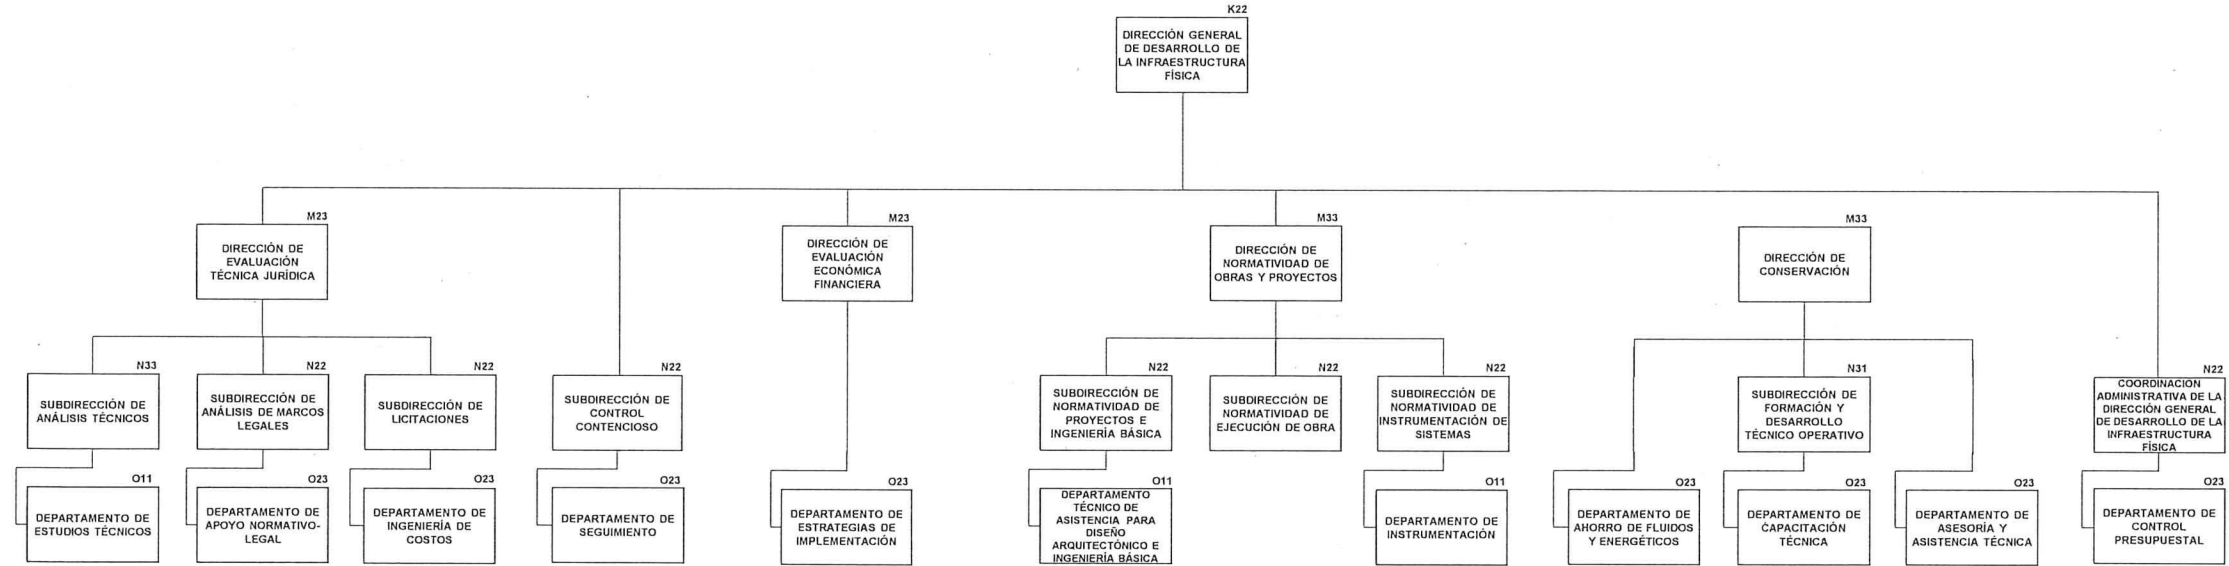 K22
DIRECCIÓN GENERAL
DE DESARROLLO DE
LA INFRAESTRUCTURA
FÍSICA
M23
DIRECCIÓN DE
EVALUACIÓN
TÉCNICA JURÍDICA
M23
DIRECCIÓN DE
EVALUACIÓN
ECONÓMICA
FINANCIERA
M33
DIRECCIÓN DE
NORMATIVIDAD DE
OBRAS Y PROYECTOS
M33
DIRECCIÓN DE
CONSERVACIÓN
N33
SUBDIRECCIÓN DE
ANÁLISIS TÉCNICOS
N22
SUBDIRECCIÓN DE
ANÁLISIS DE MARCOS
LEGALES
N22
SUBDIRECCIÓN DE
LICITACIONES
N22
SUBDIRECCIÓN DE
CONTROL
CONTENCIOSO
N22
SUBDIRECCIÓN DE
NORMATIVIDAD DE
PROYECTOS E
INGENIERÍA BÁSICA
N22
SUBDIRECCIÓN DE
NORMATIVIDAD DE
EJECUCIÓN DE OBRA
N22
SUBDIRECCIÓN DE
NORMATIVIDAD DE
INSTRUMENTACIÓN DE
SISTEMAS
N31
SUBDIRECCIÓN DE
FORMACIÓN Y
DESARROLLO
TÉCNICO OPERATIVO
N22
COORDINACIÓN
ADMINISTRATIVA DE LA
DIRECCIÓN GENERAL
DE DESARROLLO DE LA
INFRAESTRUCTURA
FÍSICA
O11
DEPARTAMENTO DE
ESTUDIOS TÉCNICOS
O23
DEPARTAMENTO DE
APOYO NORMATIVO-
LEGAL
O23
DEPARTAMENTO DE
INGENIERÍA DE
COSTOS
O23
DEPARTAMENTO DE
SEGUIMIENTO
O23
DEPARTAMENTO DE
ESTRATEGIAS DE
IMPLEMENTACIÓN
O11
DEPARTAMENTO
TÉCNICO DE
ASISTENCIA PARA
DISEÑO
ARQUITECTÓNICO E
INGENIERÍA BÁSICA
O11
DEPARTAMENTO DE
INSTRUMENTACIÓN
O23
DEPARTAMENTO DE
AHORRO DE FLUIDOS
Y ENERGÉTICOS
O23
DEPARTAMENTO DE
CAPACITACIÓN
TÉCNICA
O23
DEPARTAMENTO DE
ASESORÍA Y
ASISTENCIA TÉCNICA
O23
DEPARTAMENTO DE
CONTROL
PRESUPUESTAL